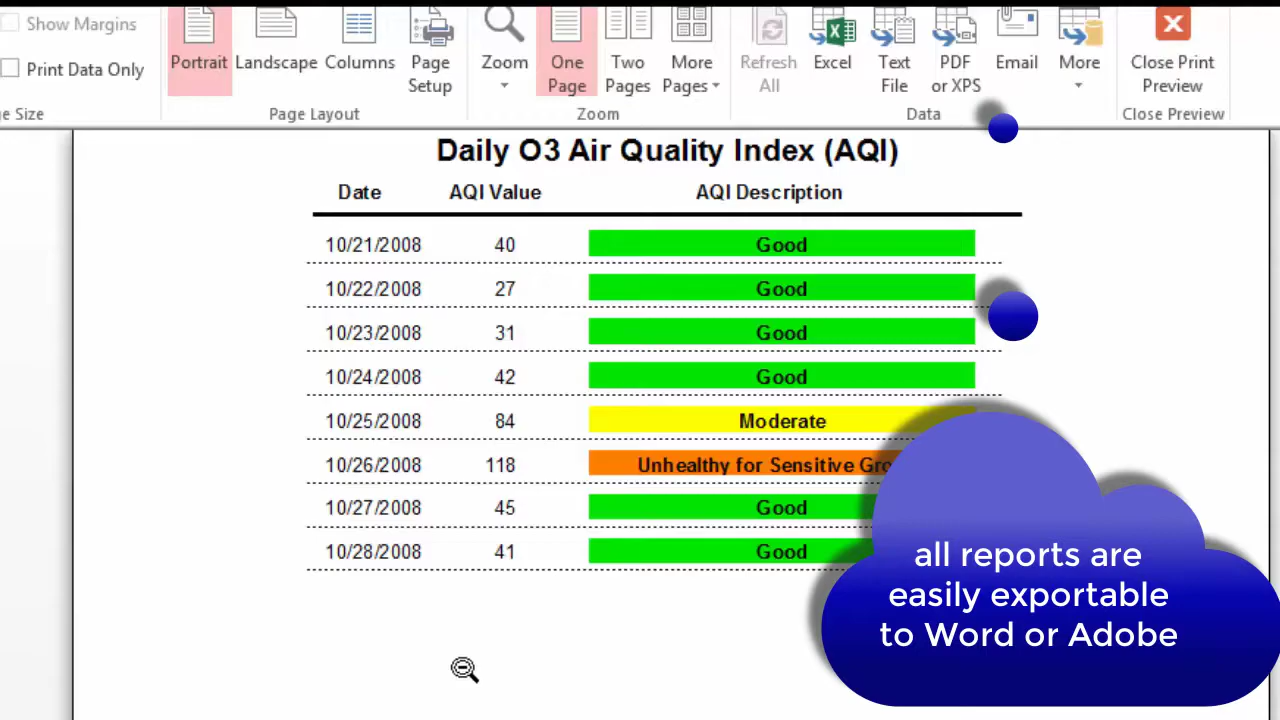 Show Margins
Print Data Only
ge Size
Portrait
Landscape
Columns
Page
Setup
Page Layout
Zoom
One
Page
Two
Pages
More
Pages
Zoom
Refresh
All
Excel
Text
File
PDF
or XPS
Email
More
Data
Close Print
Preview
Close Preview
Daily O3 Air Quality Index (AQI)
Date AQI Value AQI Description
10/21/2008 40 Good
10/22/2008 27 Good
10/23/2008 31 Good
10/24/2008 42 Good
10/25/2008 84 Moderate
10/26/2008 118 Unhealthy for Sensitive Gro
10/27/2008 45 Good
10/28/2008 41 Good
all reports are
easily exportable
to Word or Adobe